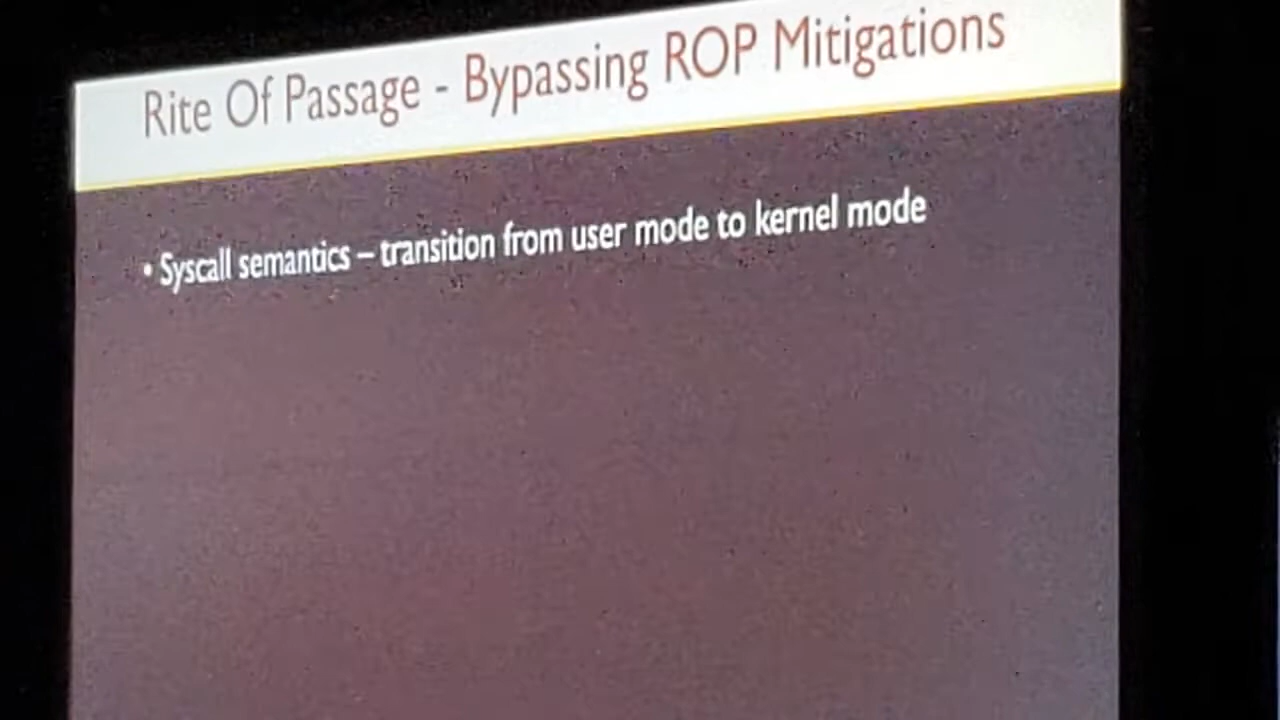 Rite Of Passage - Bypassing ROP Mitigations
• Syscall semantics – transition from user mode to kernel mode